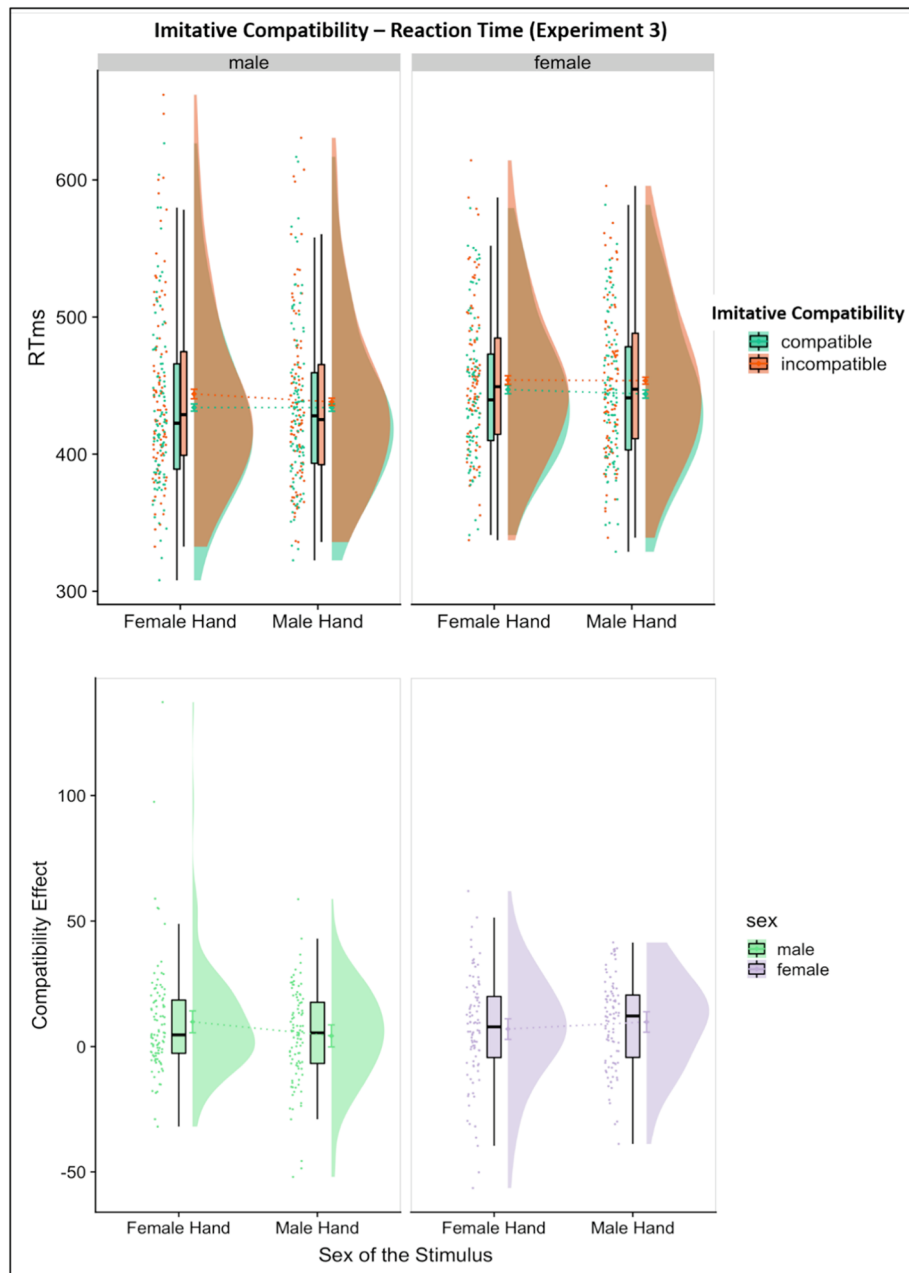 Imitative Compatibility – Reaction Time (Experiment 3)
male
female
600
500
400
300
RTms
Female Hand
Male Hand
Female Hand
Male Hand
Imitative Compatibility
compatible
incompatible
100
50
0
-50
Compatibility Effect
Female Hand
Male Hand
Female Hand
Male Hand
Sex of the Stimulus
sex
male
female